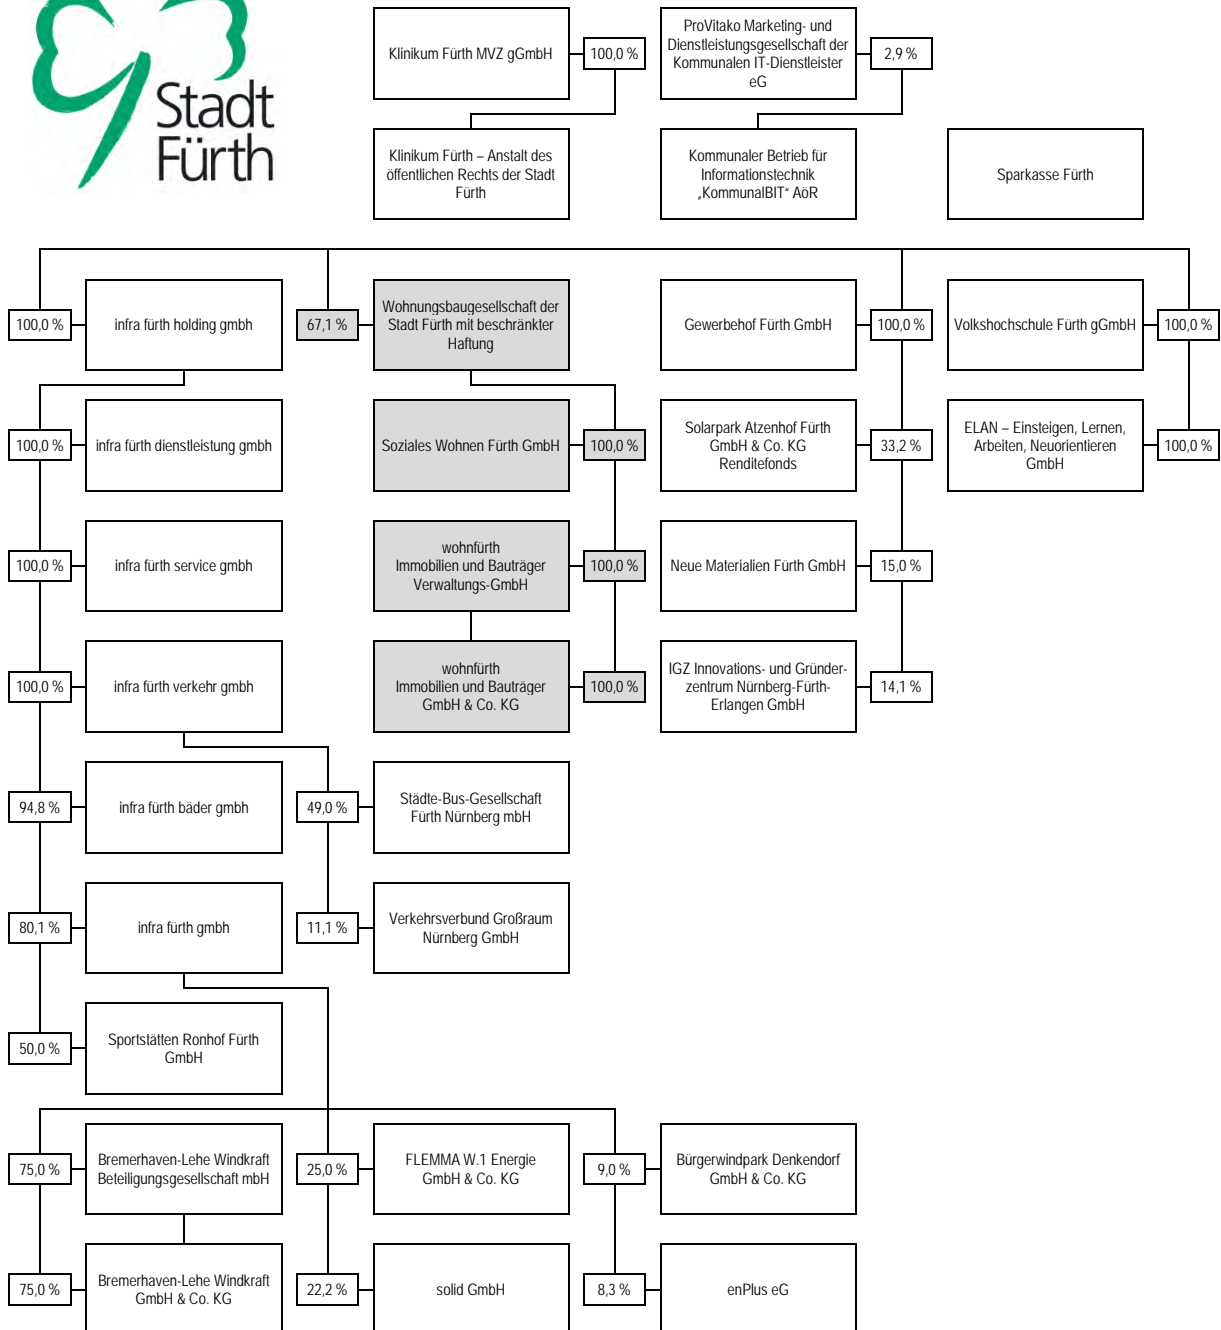 Stadt
Fürth
Klinikum Fürth MVZ gGmbH
100,0 %
ProVitako Marketing- und
Dienstleistungsgesellschaft der
Kommunalen IT-Dienstleister
eG
2,9 %
Klinikum Fürth – Anstalt des
öffentlichen Rechts der Stadt
Fürth
Kommunaler Betrieb für
Informationstechnik
„KommunalBIT“ AöR
Sparkasse Fürth
100,0 %
infra fürth holding gmbh
67,1 %
Wohnungsbaugesellschaft der
Stadt Fürth mit beschränkter
Haftung
Gewerbehof Fürth GmbH
100,0 %
Volkshochschule Fürth gGmbH
100,0 %
100,0 %
infra fürth dienstleistung gmbh
Soziales Wohnen Fürth GmbH
100,0 %
Solarpark Atzenhof Fürth
GmbH & Co. KG
Renditefonds
33,2 %
ELAN – Einsteigen, Lernen,
Arbeiten, Neuorientieren
GmbH
100,0 %
100,0 %
infra fürth service gmbh
wohnfürth
Immobilien und Bauträger
Verwaltungs-GmbH
100,0 %
Neue Materialien Fürth GmbH
15,0 %
100,0 %
infra fürth verkehr gmbh
wohnfürth
Immobilien und Bauträger
GmbH & Co. KG
100,0 %
IGZ Innovations- und Gründer-
zentrum Nürnberg-Fürth-
Erlangen GmbH
14,1 %
94,8 %
infra fürth bäder gmbh
49,0 %
Städte-Bus-Gesellschaft
Fürth Nürnberg mbH
80,1 %
infra fürth gmbh
11,1 %
Verkehrsverbund Großraum
Nürnberg GmbH
50,0 %
Sportstätten Ronhof Fürth
GmbH
75,0 %
Bremerhaven-Lehe Windkraft
Beteiligungsgesellschaft mbH
25,0 %
FLEMMA W.1 Energie
GmbH & Co. KG
9,0 %
Bürgerwindpark Denkendorf
GmbH & Co. KG
75,0 %
Bremerhaven-Lehe Windkraft
GmbH & Co. KG
22,2 %
solid GmbH
8,3 %
enPlus eG